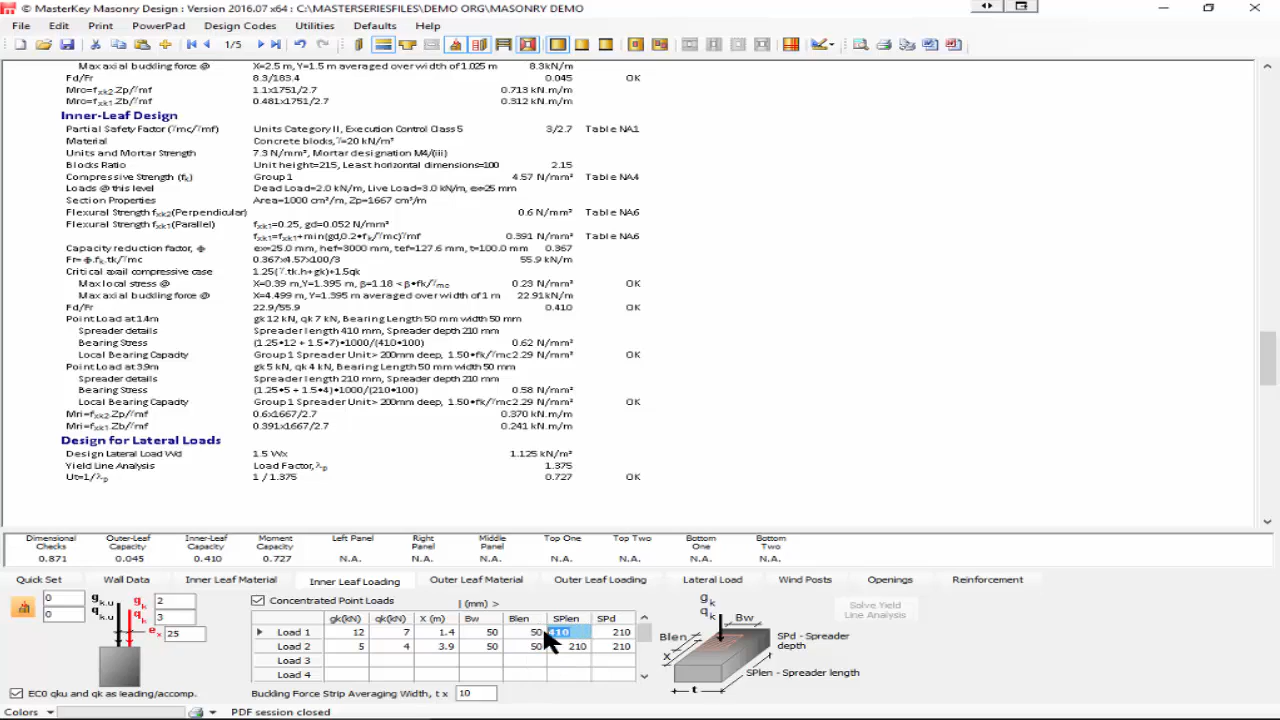 © MasterKey Masonry Design : Version 2016.07 x64 : C:\MASTERSERIESFILES\DEMO ORG\MASONRY DEMO
File Edit Print PowerPad Design Codes Utilities Defaults Help
1/5
Max axial buckling force @ X=2.5 m, Y=1.5 m averaged over width of 1.025 m 8.3kN/m
Fd/Fr 8.3/183.4 0.045 OK
Mro=fxk2.Zp/γmf 1.1x1751/2.7 0.713 kN.m/m
Mro=fxk1.Zb/γmf 0.481x1751/2.7 0.312 kN.m/m
Inner-Leaf Design
Partial Safety Factor (γmc/γmf) Units Category II, Execution Control Class 5 3/2.7 Table NA1
Material Concrete blocks, γ=20 kN/m³
Units and Mortar Strength 7.3 N/mm², Mortar designation M4/(iii)
Blocks Ratio Unit height=215, Least horizontal dimensions=100 2.15
Compressive Strength (fk) Group1 4.57 N/mm² Table NA4
Loads @ this level Dead Load=2.0 kN/m, Live Load=3.0 kN/m, ex=25 mm
Section Properties Area=1000 cm²/m, Zp=1667 cm³/m
Flexural Strength fxk2(Perpendicular) 0.6 N/mm² Table NA6
Flexural Strength fxk1(Parallel) fxk1=0.25, gd=0.052 N/mm²
fxk1=fxk1+min(gd,0.2•fk/γmc)γmf 0.391 N/mm² Table NA6
Capacity reduction factor, ϕ ex=25.0 mm, hef=3000 mm, tef=127.6 mm, t=100.0 mm 0.367
Fr= ϕ.fk.tk/γmc 0.367x4.57x100/3 55.9 kN/m
Critical axail compressive case 1.25(γ.tk.h+gk)+1.5qk
Max local stress @ X=0.39 m,Y=1.395 m, β=1.18 < β•fk/γmc 0.23 N/mm² OK
Max axial buckling force @ X=4.499 m, Y=1.395 m averaged over width of 1 m 22.91kN/m
Fd/Fr 22.9/55.9 0.410 OK
Point Load at 1.4m gk 12 kN, qk 7 kN, Bearing Length 50 mm width 50 mm
Spreader details Spreader length 410 mm, Spreader depth 210 mm
Bearing Stress (1.25•12 + 1.5•7)•1000/(410•100) 0.62 N/mm²
Local Bearing Capacity Group1 Spreader Unit > 200mm deep, 1.50•fk/γmc 2.29 N/mm² OK
Point Load at 3.9m gk 5 kN, qk 4 kN, Bearing Length 50 mm width 50 mm
Spreader details Spreader length 210 mm, Spreader depth 210 mm
Bearing Stress (1.25•5 + 1.5•4)•1000/(210•100) 0.58 N/mm²
Local Bearing Capacity Group1 Spreader Unit > 200mm deep, 1.50•fk/γmc 2.29 N/mm² OK
Mri=fxk2.Zp/γmf 0.6x1667/2.7 0.370 kN.m/m
Mri=fxk1.Zb/γmf 0.391x1667/2.7 0.241 kN.m/m
Design for Lateral Loads
Design Lateral Load Wd 1.5 Wx 1.125 kN/m²
Yield Line Analysis Load Factor, λp 1.375
Ut=1/λp 1 / 1.375 0.727 OK
Dimensional Checks Outer-Leaf Capacity Inner-Leaf Capacity Moment Capacity Left Panel Right Panel Middle Panel Top One Top Two Bottom One Bottom Two
0.871 0.045 0.410 0.727 N.A. N.A. N.A. N.A. N.A. N.A. N.A.
Quick Set Wall Data Inner Leaf Material Inner Leaf Loading Outer Leaf Material Outer Leaf Loading Lateral Load Wind Posts Openings Reinforcement
0 gk.u gk 2
0 qk.u qk 3
ex 25
EC0 qku and qk as leading/accomp.
Concentrated Point Loads | (mm) >
gk(kN) qk(kN) X (m) Bw Blen SPlen SPd
Load 1 12 7 1.4 50 50 410 210
Load 2 5 4 3.9 50 50 210 210
Load 3
Load 4
Buckling Force Strip Averaging Width, t x 10
gk
qk
Bw
Blen
X
t
SPd - Spreader depth
SPlen - Spreader length
Solve Yield Line Analysis
Colors PDF session closed